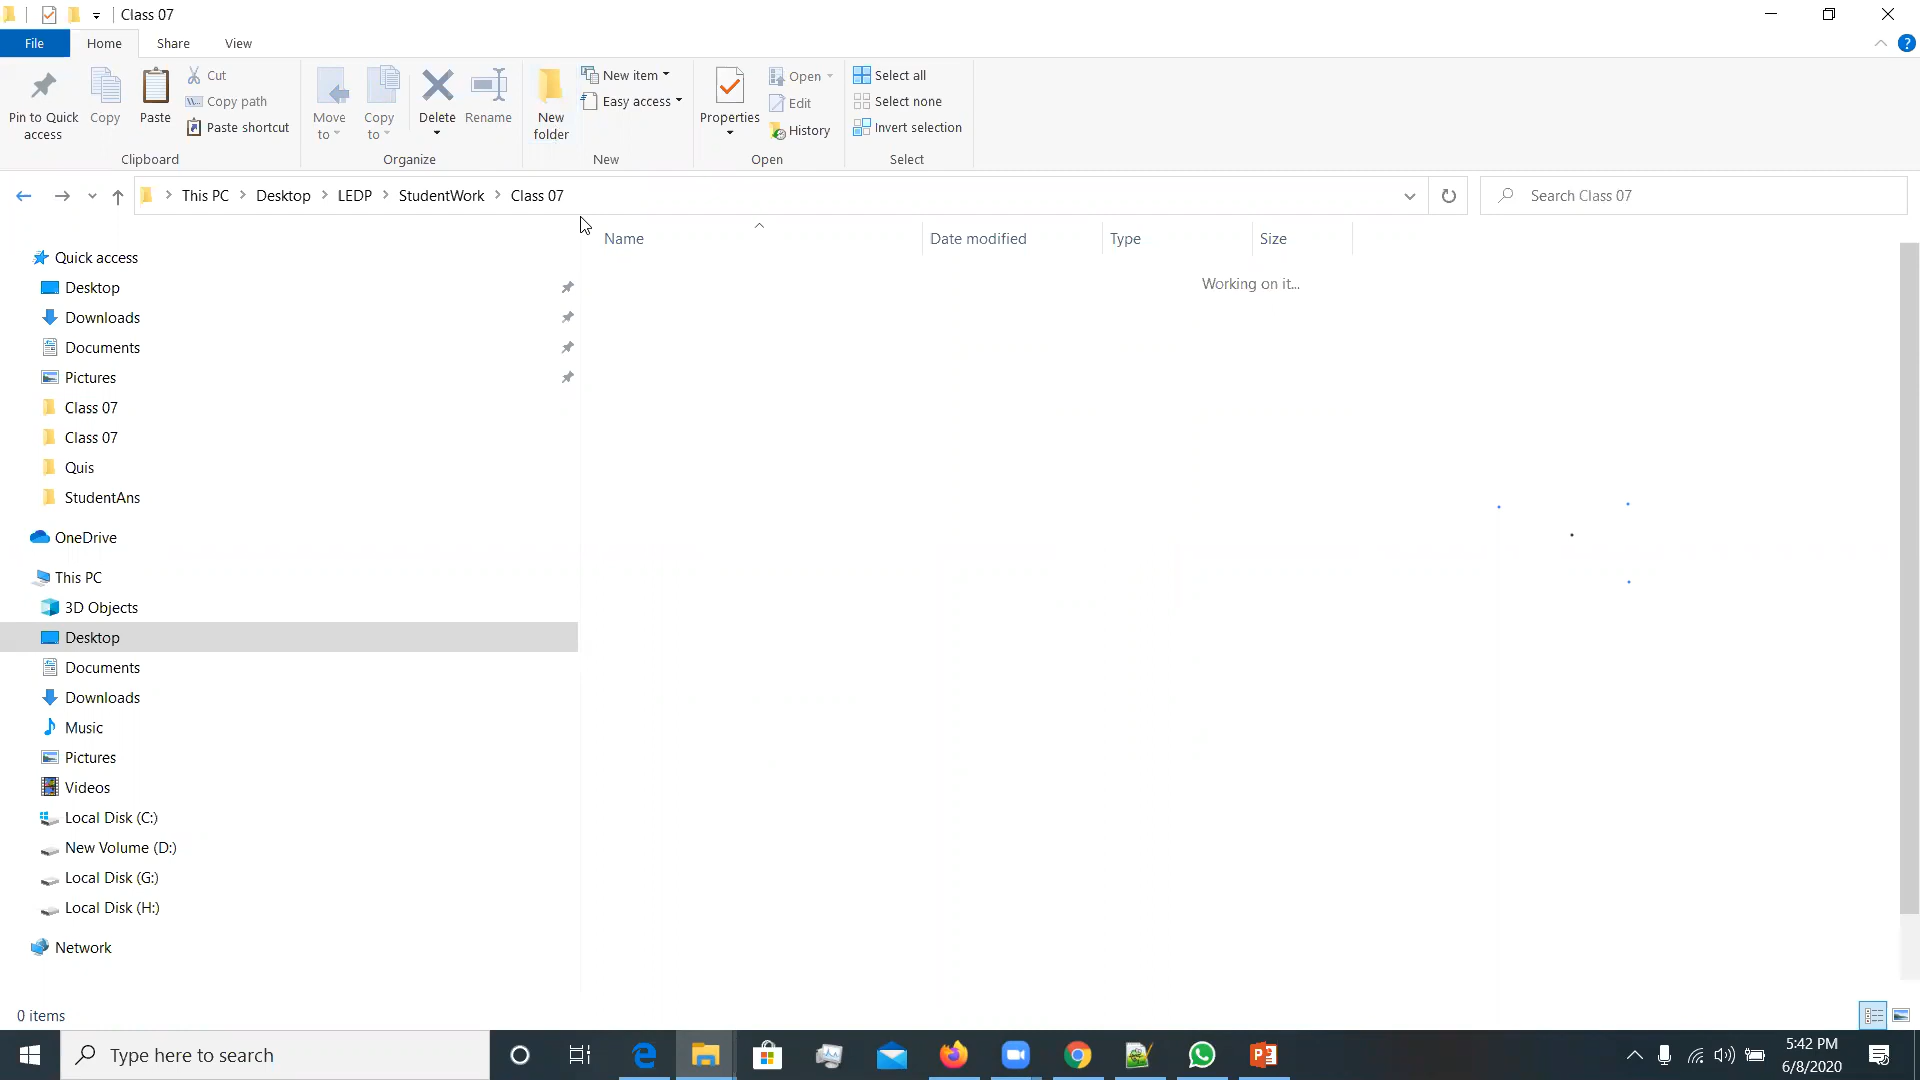 Class 07
File Home Share View
Pin to Quick access
Copy
Paste
Cut
Copy path
Paste shortcut
Clipboard
Move to
Copy to
Delete
Rename
Organize
New folder
New item
Easy access
New
Properties
Open
Edit
History
Open
Select all
Select none
Invert selection
Select
This PC Desktop LEDP StudentWork Class 07
Search Class 07
Name Date modified Type Size
Working on it...
Quick access
Desktop
Downloads
Documents
Pictures
Class 07
Class 07
Quis
StudentAns
OneDrive
This PC
3D Objects
Desktop
Documents
Downloads
Music
Pictures
Videos
Local Disk (C:)
New Volume (D:)
Local Disk (G:)
Local Disk (H:)
Network
0 items
Type here to search
5:42 PM
6/8/2020